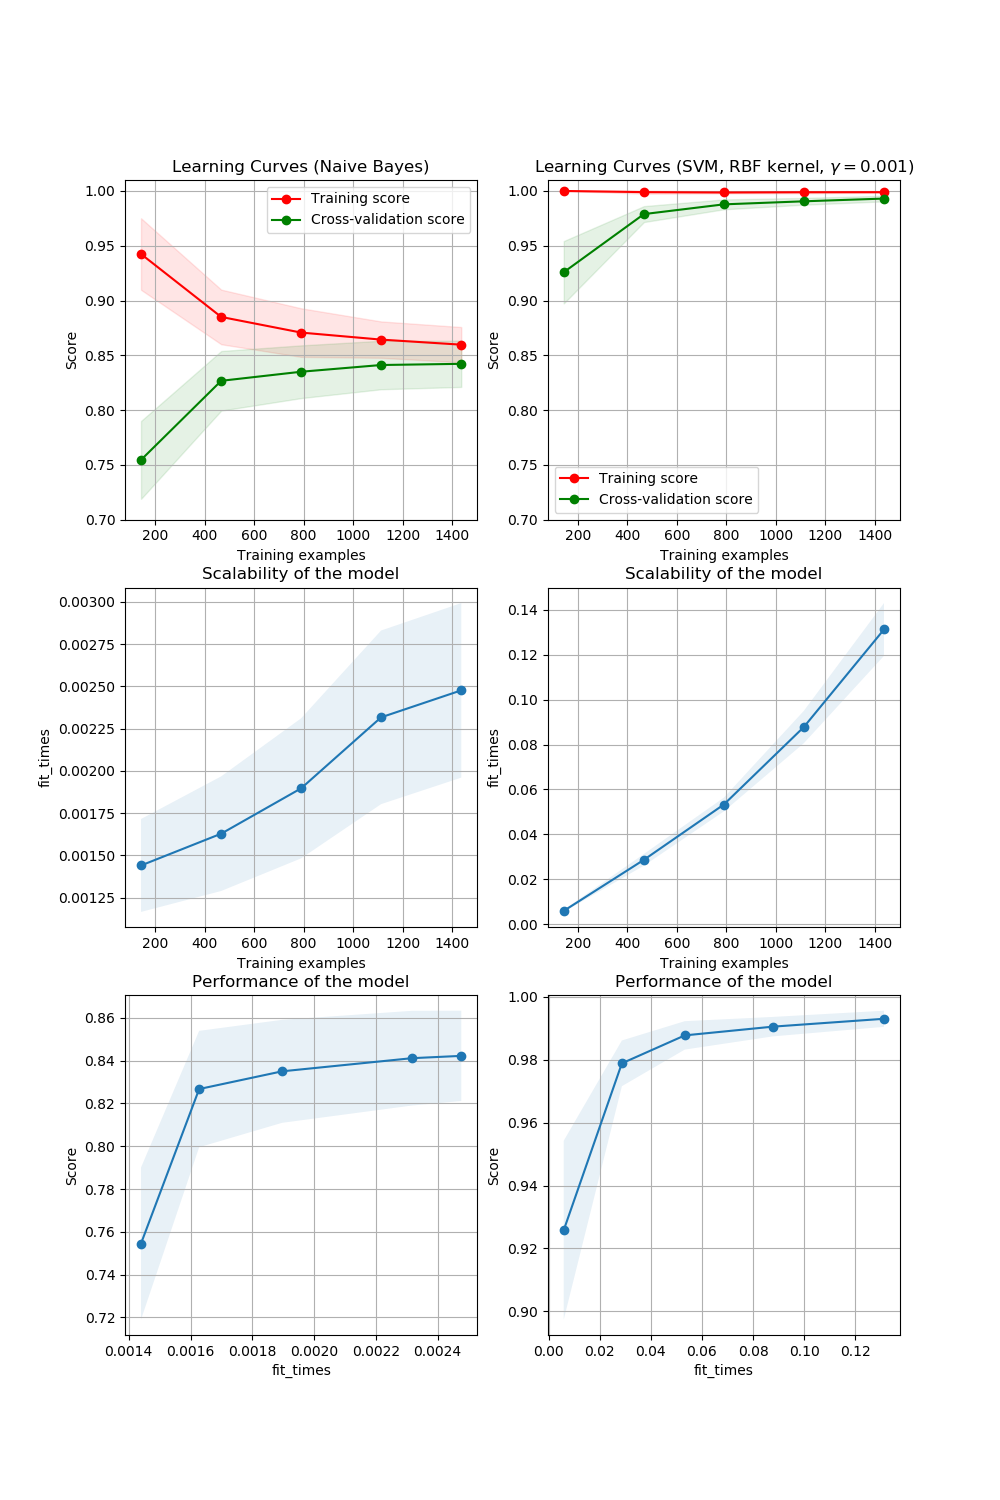 Learning Curves (Naive Bayes)
1.00
0.95
0.90
0.85
0.80
0.75
0.70
Score
Training score
Cross-validation score
200 400 600 800 1000 1200 1400
Training examples
Learning Curves (SVM, RBF kernel, γ = 0.001)
1.00
0.95
0.90
0.85
0.80
0.75
0.70
Score
Training score
Cross-validation score
200 400 600 800 1000 1200 1400
Training examples
Scalability of the model
0.00300
0.00275
0.00250
0.00225
0.00200
0.00175
0.00150
0.00125
fit_times
200 400 600 800 1000 1200 1400
Training examples
Scalability of the model
0.14
0.12
0.10
0.08
0.06
0.04
0.02
0.00
fit_times
200 400 600 800 1000 1200 1400
Training examples
Performance of the model
0.86
0.84
0.82
0.80
0.78
0.76
0.74
0.72
Score
0.0014 0.0016 0.0018 0.0020 0.0022 0.0024
fit_times
Performance of the model
1.00
0.98
0.96
0.94
0.92
0.90
Score
0.00 0.02 0.04 0.06 0.08 0.10 0.12
fit_times